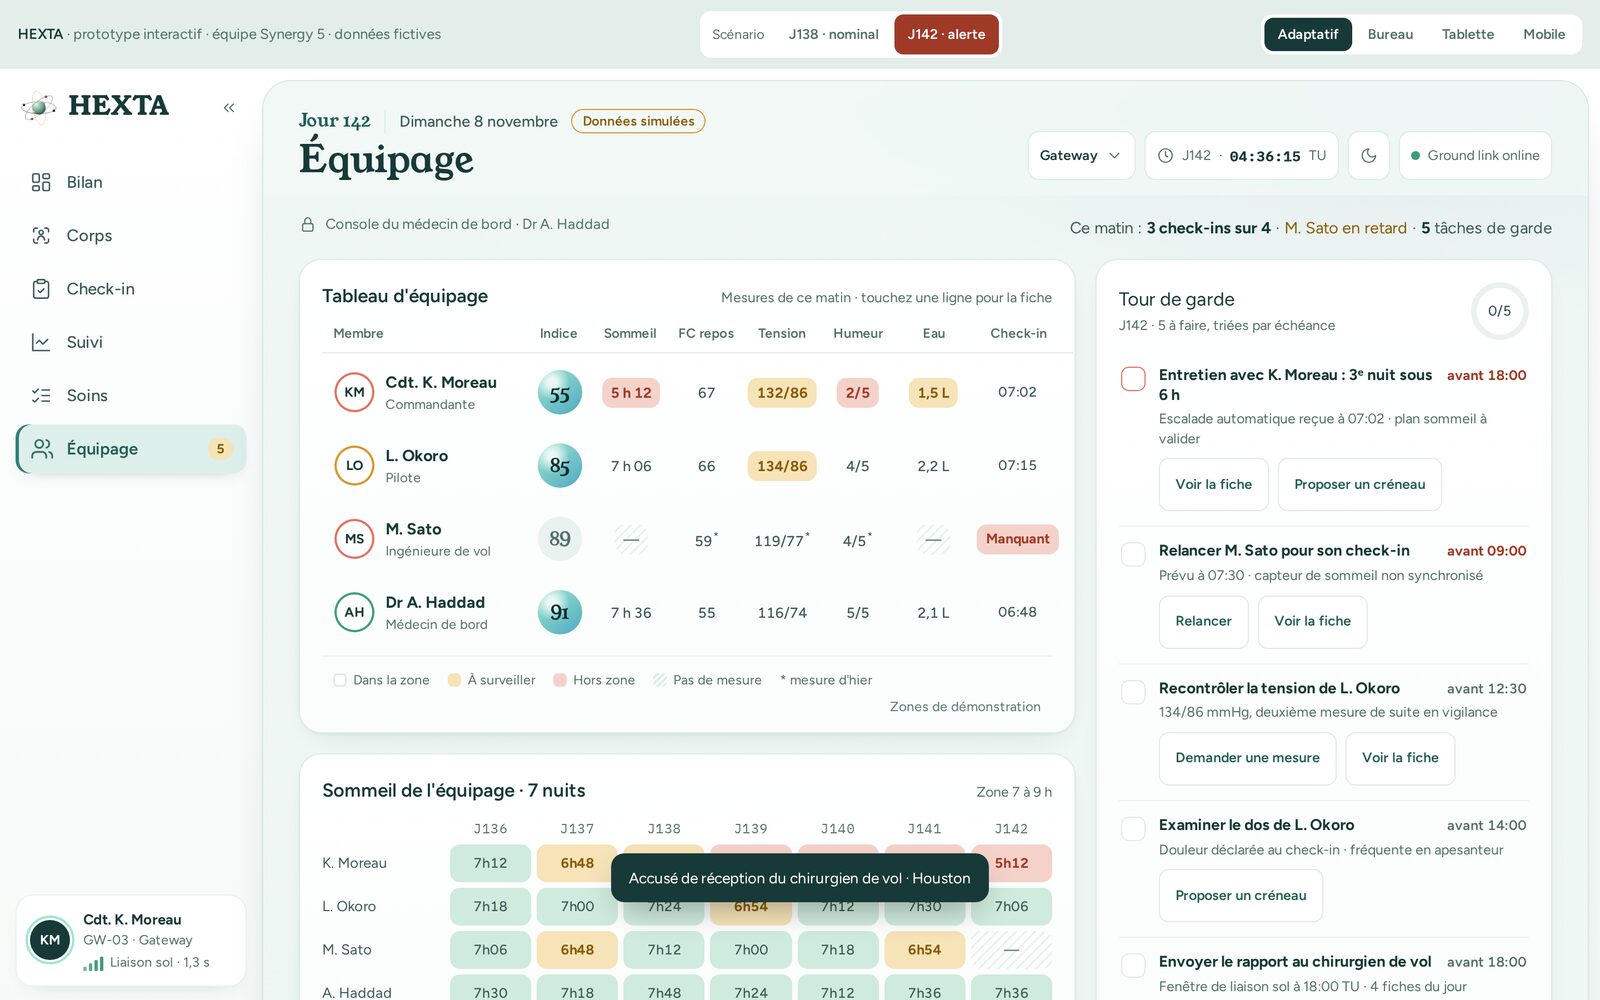 HEXTA · prototype interactif · équipe Synergy 5 · données fictives
Scénario
J138 · nominal
J142 · alerte
Adaptatif
Bureau
Tablette
Mobile
HEXTA
Bilan
Corps
Check-in
Suivi
Soins
Équipage
5
KM
Cdt. K. Moreau
GW-03 · Gateway
Liaison sol · 1,3 s
Jour 142
Dimanche 8 novembre
Données simulées
Équipage
Gateway
J142 · 04:36:15 TU
Ground link online
Console du médecin de bord · Dr A. Haddad
Ce matin : 3 check-ins sur 4 · M. Sato en retard · 5 tâches de garde
Tableau d'équipage
Mesures de ce matin · touchez une ligne pour la fiche
Membre Indice Sommeil FC repos Tension Humeur Eau Check-in
KM Cdt. K. Moreau 55 5 h 12 67 132/86 2/5 1,5 L 07:02
Commandante
LO L. Okoro 85 7 h 06 66 134/86 4/5 2,2 L 07:15
Pilote
MS M. Sato 89 — 59* 119/77* 4/5* — Manquant
Ingénieure de vol
AH Dr A. Haddad 91 7 h 36 55 116/74 5/5 2,1 L 06:48
Médecin de bord
Dans la zone
À surveiller
Hors zone
Pas de mesure
* mesure d'hier
Zones de démonstration
Sommeil de l'équipage · 7 nuits
Zone 7 à 9 h
J136 J137 J138 J139 J140 J141 J142
K. Moreau 7h12 6h48 5h12
L. Okoro 7h18 7h00 7h24 6h54 7h12 7h30 7h06
M. Sato 7h06 6h48 7h12 7h00 7h18 6h54 —
A. Haddad 7h30 7h18 7h48 7h24 7h12 7h36 7h36
Accusé de réception du chirurgien de vol · Houston
Tour de garde
J142 · 5 à faire, triées par échéance
0/5
Entretien avec K. Moreau : 3ᵉ nuit sous
6 h
avant 18:00
Escalade automatique reçue à 07:02 · plan sommeil à
valider
Voir la fiche
Proposer un créneau
Relancer M. Sato pour son check-in
avant 09:00
Prévu à 07:30 · capteur de sommeil non synchronisé
Relancer
Voir la fiche
Recontrôler la tension de L. Okoro
avant 12:30
134/86 mmHg, deuxième mesure de suite en vigilance
Demander une mesure
Voir la fiche
Examiner le dos de L. Okoro
avant 14:00
Douleur déclarée au check-in · fréquente en apesanteur
Proposer un créneau
Envoyer le rapport au chirurgien de vol
avant 18:00
Fenêtre de liaison sol à 18:00 TU · 4 fiches du jour